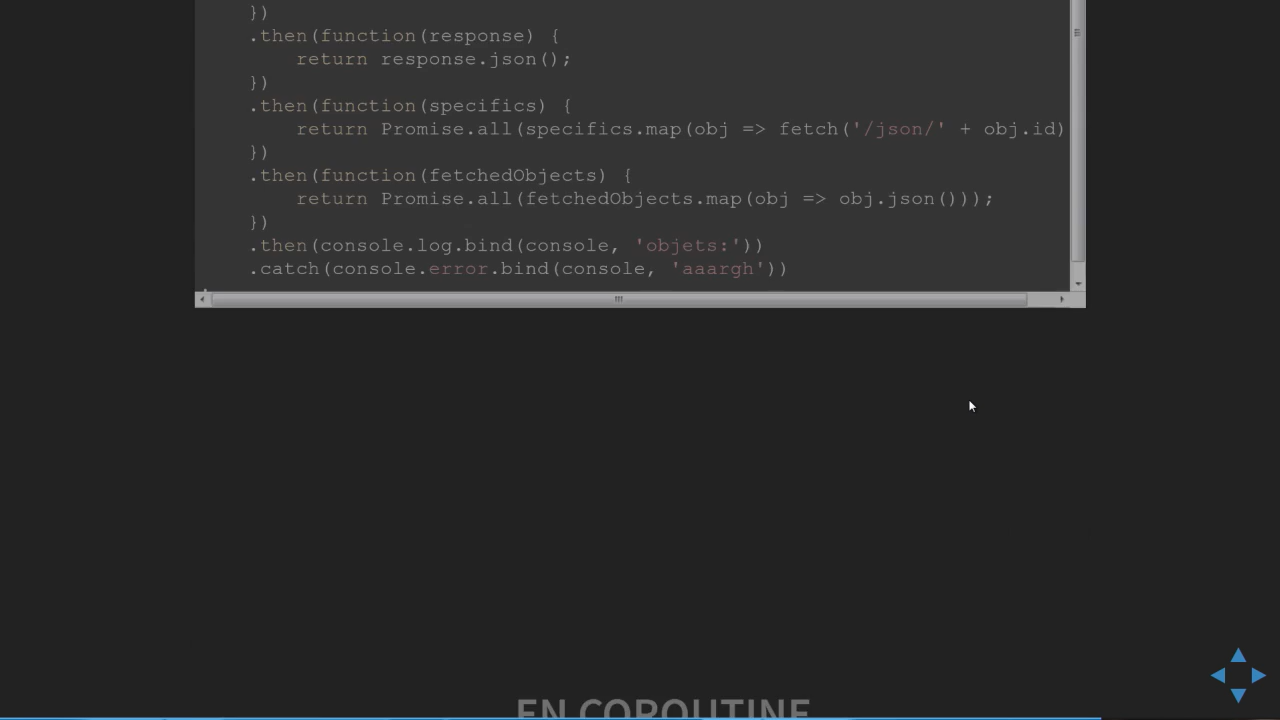 })
.then(function(response) {
return response.json();
})
.then(function(specifics) {
return Promise.all(specifics.map(obj => fetch('/json/' + obj.id)
})
.then(function(fetchedObjects) {
return Promise.all(fetchedObjects.map(obj => obj.json()));
})
.then(console.log.bind(console, 'objets:'))
.catch(console.error.bind(console, 'aaargh'))
EN COROUTINE